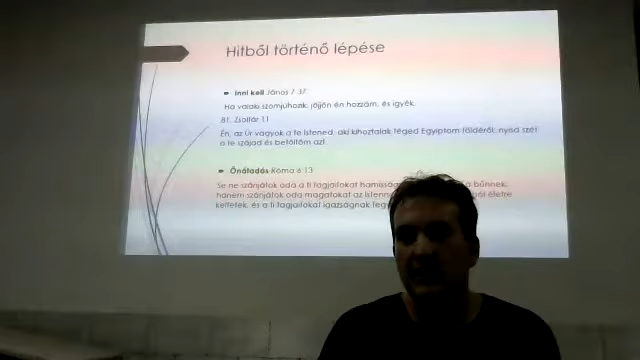 Hitből történő lépése
Inni kell János 7:37
Ha valaki szomjúhozik, jöjjön én hozzám, és igyék.
81. Zsoltár 11
Én, az Úr vagyok a te Istened, aki kihoztalak téged Egyiptom földéről; nyisd szét
a te szájad és betöltöm azt.
Önátadás Róma 6:13
Se ne szánjátok oda a ti tagjaitokat hamisság a bűnnek;
hanem szánjátok oda magatokat az Istenn életre
keltetek, és a ti tagjaitokat igazságnak fegy